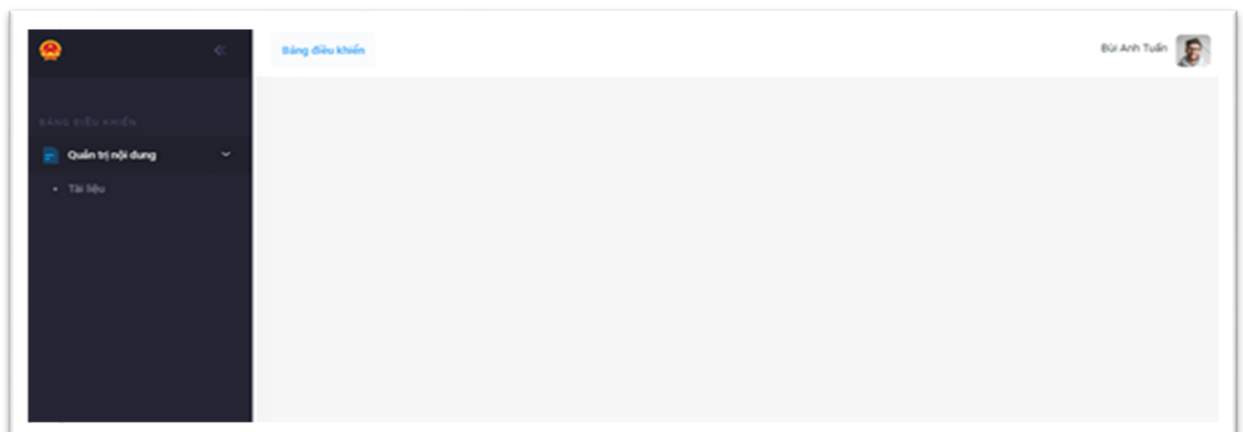 Bảng điều khiển
Bùi Anh Tuấn
BẢNG ĐIỀU KHIỂN
Quản trị nội dung
Tài liệu